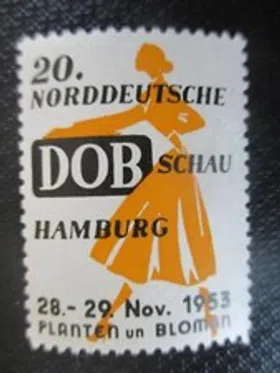 20.
NORDDEUTSCHE
DOB SCHAU
HAMBURG
28.-29. Nov. 1953
PLANTEN un BLOMEN